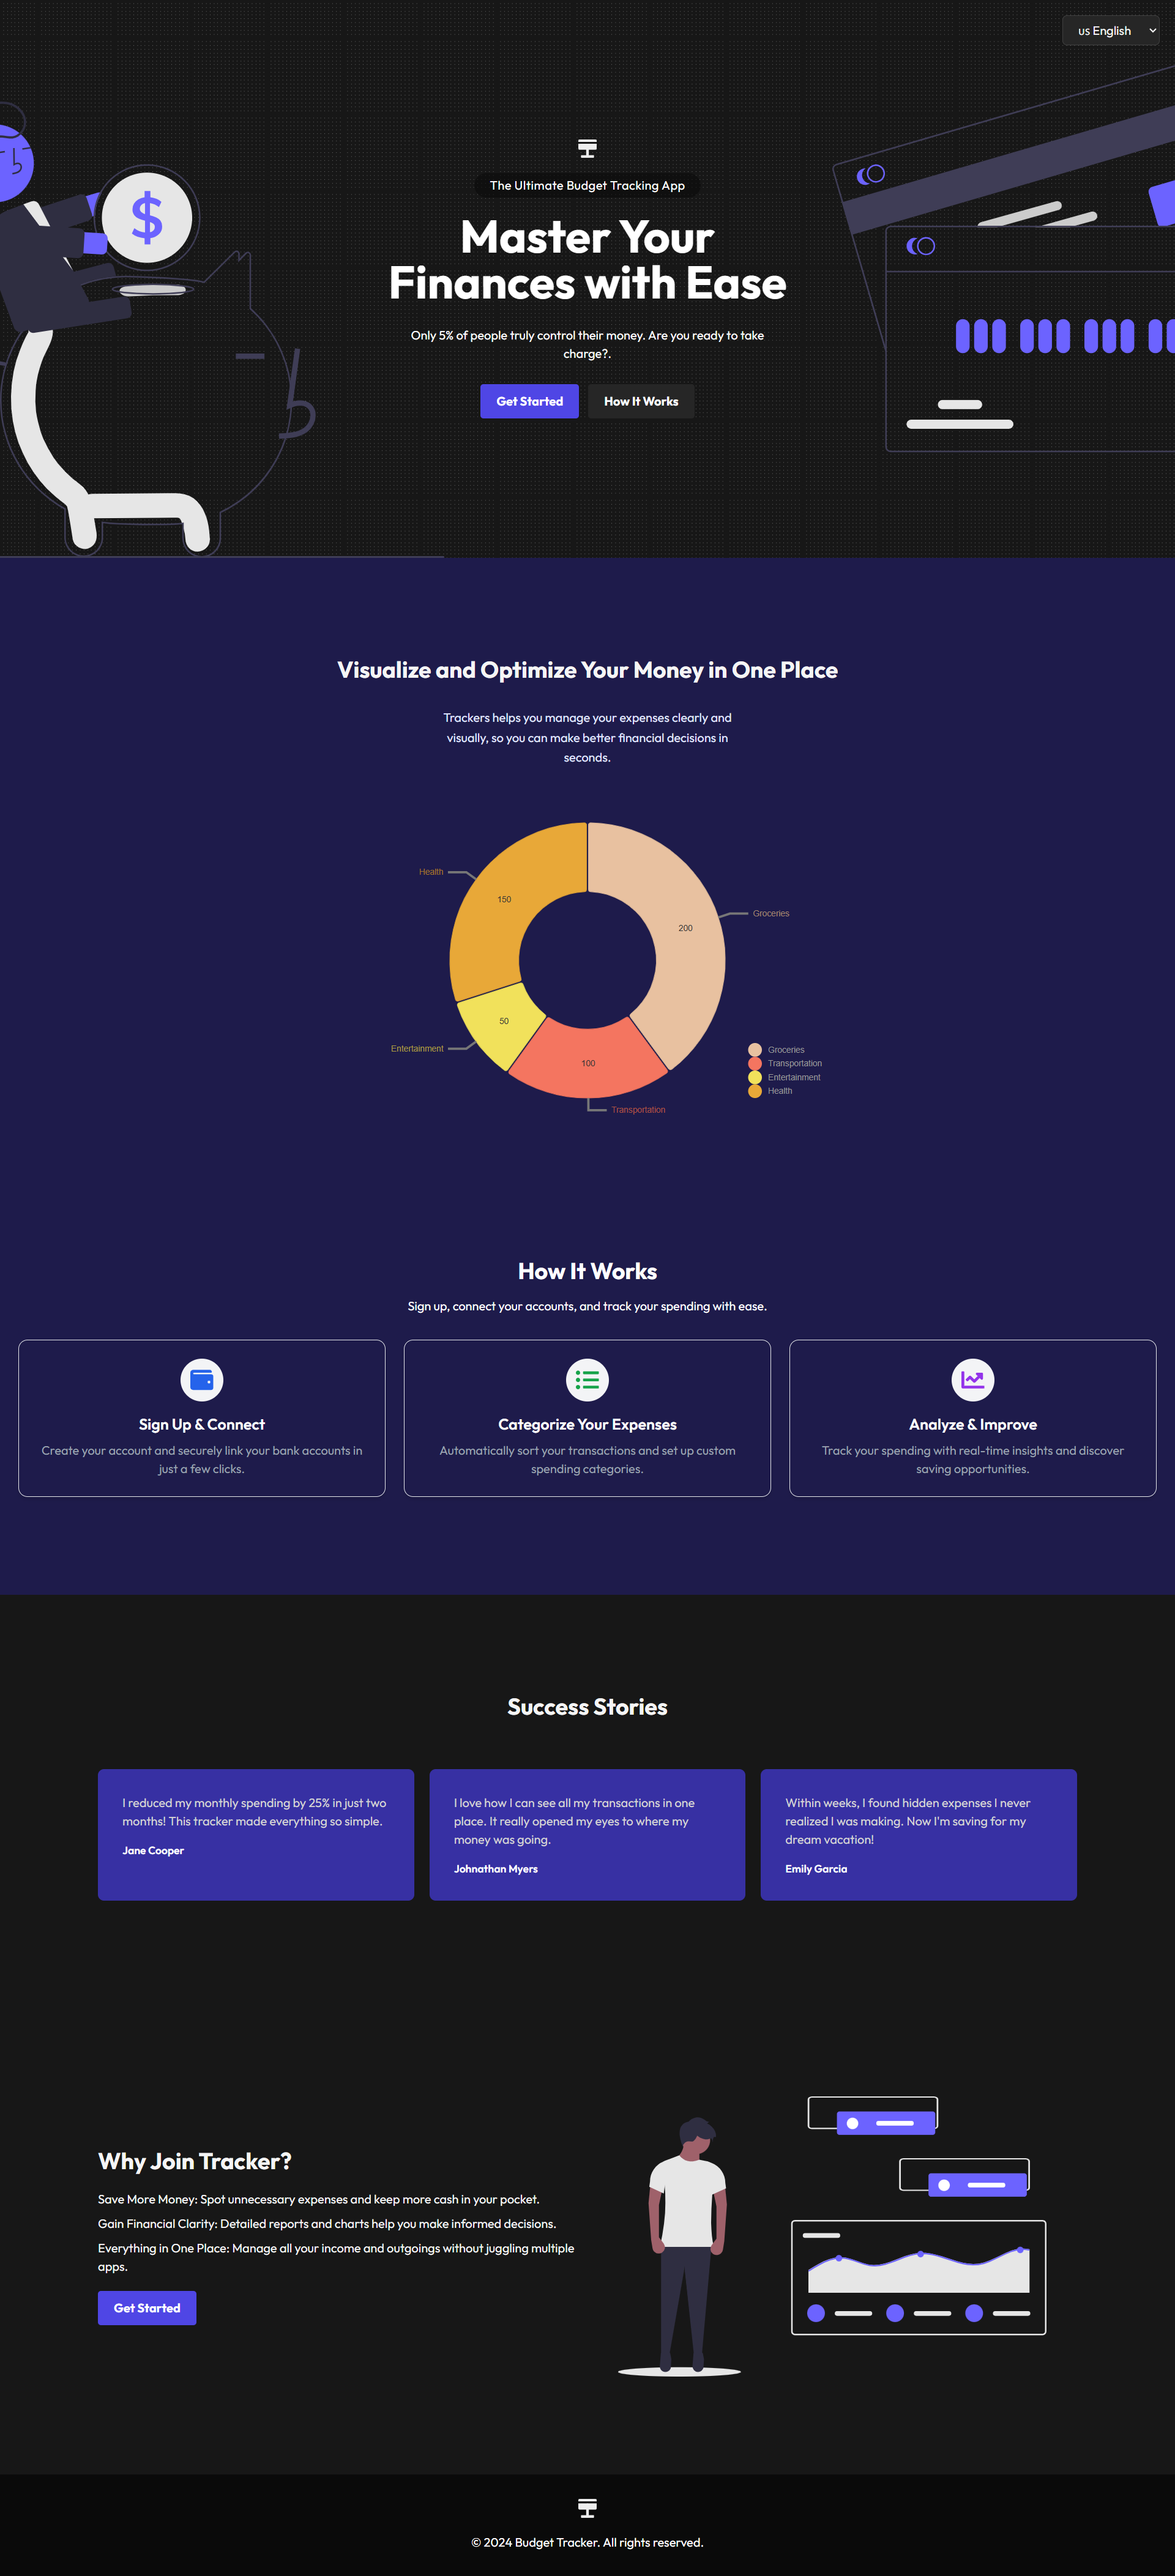 us English
$
The Ultimate Budget Tracking App
Master Your
Finances with Ease
Only 5% of people truly control their money. Are you ready to take
charge?.
Get Started
How It Works
Visualize and Optimize Your Money in One Place
Trackers helps you manage your expenses clearly and
visually, so you can make better financial decisions in
seconds.
Health
150
Groceries
200
Entertainment
50
100
Transportation
Groceries
Transportation
Entertainment
Health
How It Works
Sign up, connect your accounts, and track your spending with ease.
Sign Up & Connect
Create your account and securely link your bank accounts in
just a few clicks.
Categorize Your Expenses
Automatically sort your transactions and set up custom
spending categories.
Analyze & Improve
Track your spending with real-time insights and discover
saving opportunities.
Success Stories
I reduced my monthly spending by 25% in just two
months! This tracker made everything so simple.
Jane Cooper
I love how I can see all my transactions in one
place. It really opened my eyes to where my
money was going.
Johnathan Myers
Within weeks, I found hidden expenses I never
realized I was making. Now I'm saving for my
dream vacation!
Emily Garcia
Why Join Tracker?
Save More Money: Spot unnecessary expenses and keep more cash in your pocket.
Gain Financial Clarity: Detailed reports and charts help you make informed decisions.
Everything in One Place: Manage all your income and outgoings without juggling multiple
apps.
Get Started
© 2024 Budget Tracker. All rights reserved.